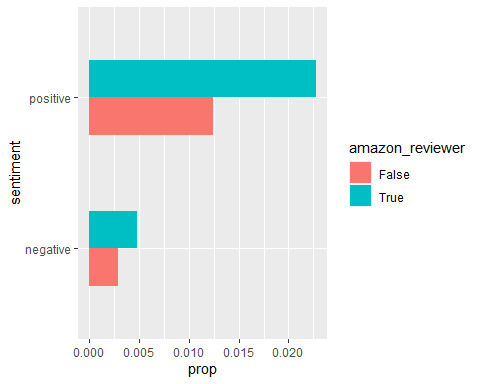 positive
negative
sentiment
0.000 0.005 0.010 0.015 0.020
prop
amazon_reviewer
False
True